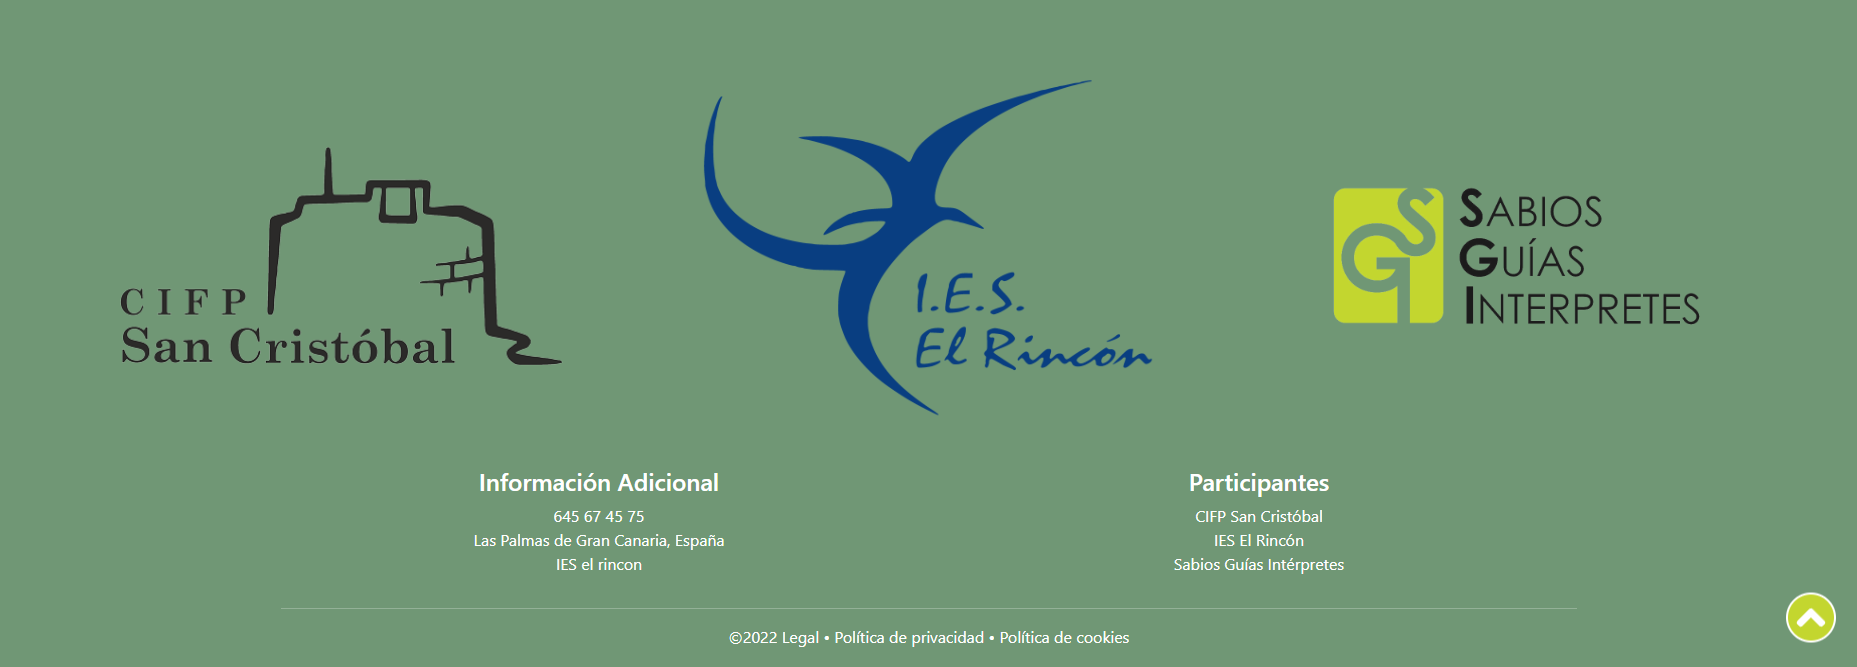 CIFP
San Cristóbal
I.E.S.
El Rincón
GS
SABIOS
GUÍAS
INTERPRETES
Información Adicional
645 67 45 75
Las Palmas de Gran Canaria, España
IES el rincon
Participantes
CIFP San Cristóbal
IES El Rincón
Sabios Guías Intérpretes
©2022 Legal • Política de privacidad • Política de cookies